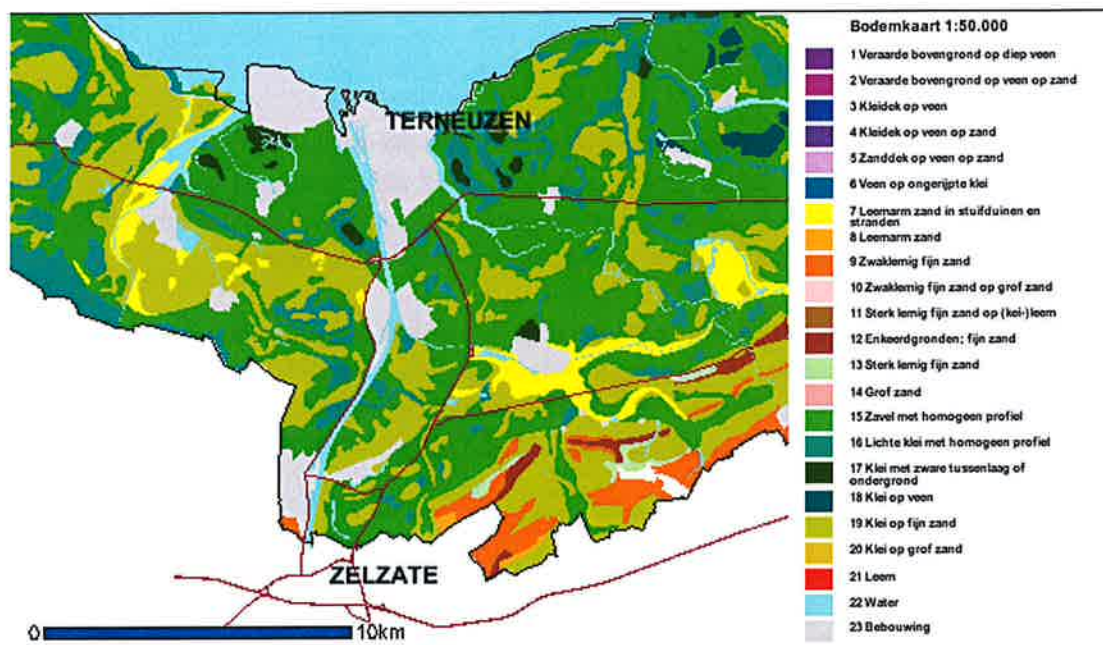 Bodemkaart 1:50.000
1 Veraarde bovengrond op diep veen
2 Veraarde bovengrond op veen op zand
3 Kleidek op veen
4 Kleidek op veen op zand
5 Zanddek op veen op zand
6 Veen op ongerijpte klei
7 Leemarm zand in stuifduinen en
stranden
8 Leemarm zand
9 Zwaklemig fijn zand
10 Zwaklemig fijn zand op grof zand
11 Sterk lemig fijn zand op (kei-)leem
12 Enkeerdgronden; fijn zand
13 Sterk lemig fijn zand
14 Grof zand
15 Zavel met homogeen profiel
16 Lichte klei met homogeen profiel
17 Klei met zware tussenlaag of
ondergrond
18 Klei op veen
19 Klei op fijn zand
20 Klei op grof zand
21 Leem
22 Water
23 Bebouwing
TERNEUZEN
ZELZATE
0 10km